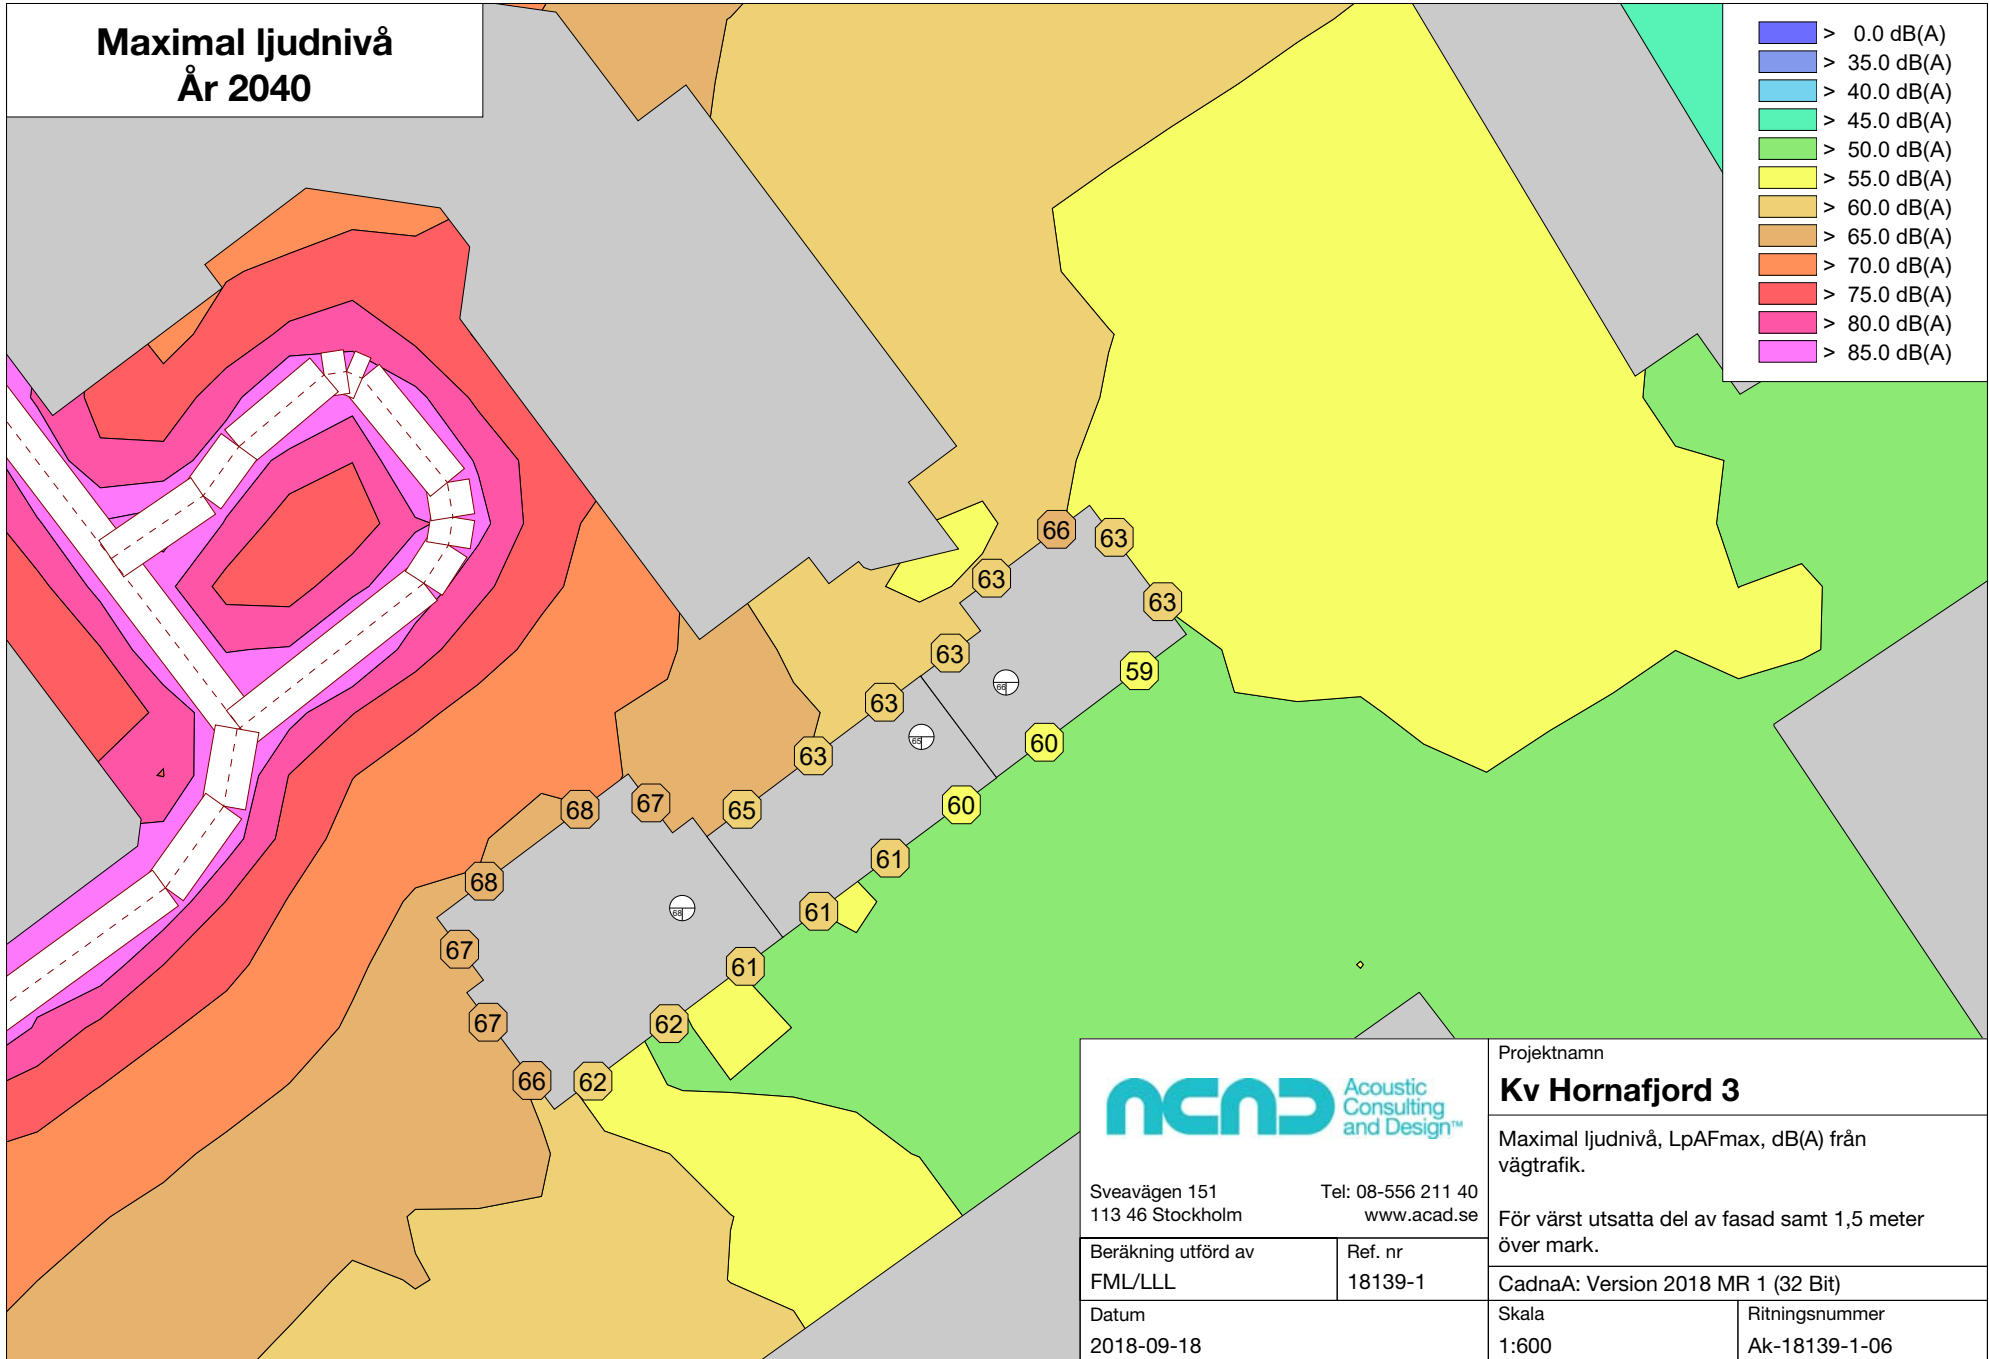 Maximal ljudnivå
År 2040
> 0.0 dB(A)
> 35.0 dB(A)
> 40.0 dB(A)
> 45.0 dB(A)
> 50.0 dB(A)
> 55.0 dB(A)
> 60.0 dB(A)
> 65.0 dB(A)
> 70.0 dB(A)
> 75.0 dB(A)
> 80.0 dB(A)
> 85.0 dB(A)
66
63
63
63
63
59
66
63
65
60
63
67
68
65
60
61
68
68
61
67
61
67
62
66
62
ACAD
Acoustic
Consulting
and Design™
Sveavägen 151
113 46 Stockholm
Tel: 08-556 211 40
www.acad.se
Beräkning utförd av
FML/LLL
Ref. nr
18139-1
Datum
2018-09-18
Projektnamn
Kv Hornafjord 3
Maximal ljudnivå, LpAFmax, dB(A) från
vägtrafik.
För värst utsatta del av fasad samt 1,5 meter
över mark.
CadnaA: Version 2018 MR 1 (32 Bit)
Skala
1:600
Ritningsnummer
Ak-18139-1-06